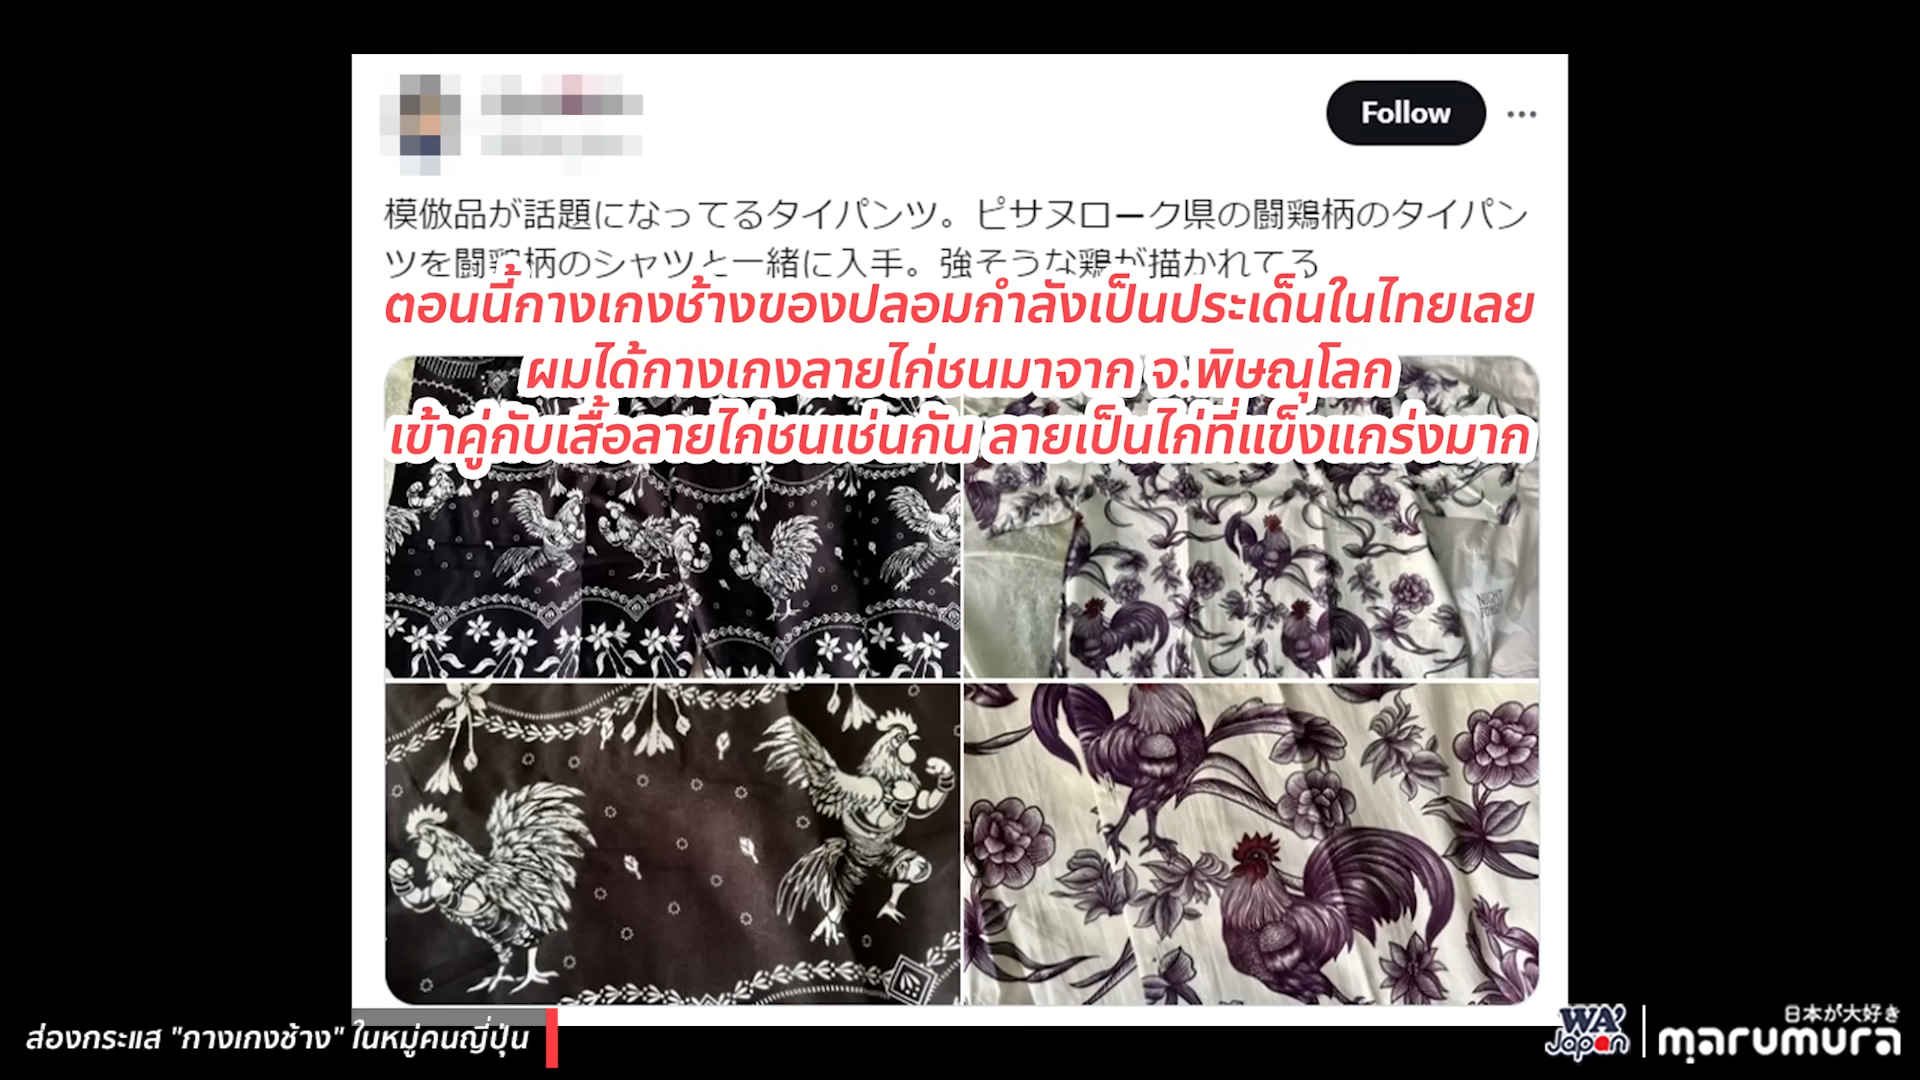 Follow
模倣品が話題になってるタイパンツ。ピサヌローク県の闘鶏柄のタイパン
ツを闘鶏柄のシャツと一緒に入手。強そうな鶏が描かれてる
ตอนนี้กางเกงช้างของปลอมกำลังเป็นประเด็นในไทยเลย
ผมได้กางเกงลายไก่ชนมาจาก จ.พิษณุโลก
เข้าคู่กับเสื้อลายไก่ชนเช่นกัน ลายเป็นไก่ที่แข็งแกร่งมาก
ส่องกระแส "กางเกงช้าง" ในหมู่คนญี่ปุ่น
WA'
Japan
日本が大好き
marumura